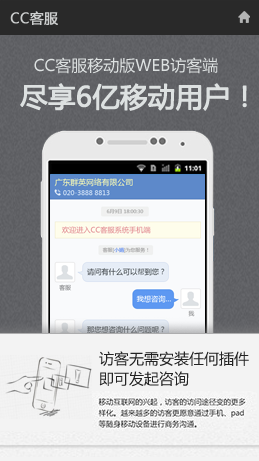 CC客服
CC客服移动版WEB访客端
尽享6亿移动用户！
11:01
广东群英网络有限公司
020-3888 8813
6月9日 18:00:30
欢迎进入CC客服系统手机端
客服[小娟]为你服务！
请问有什么可以帮到您？
客服
我想咨询...
我
那您想咨询什么问题呢？
访客无需安装任何插件
即可发起咨询
移动互联网的兴起，访客的访问途径变的更多
样化。越来越多的访客更愿意通过手机、pad
等随身移动设备进行商务沟通。